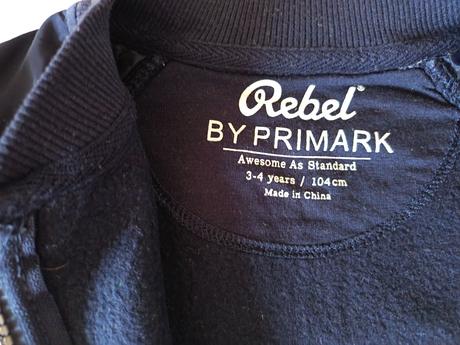 Rebel®
BY PRIMARK
Awesome As Standard
3-4 years / 104cm
Made in China